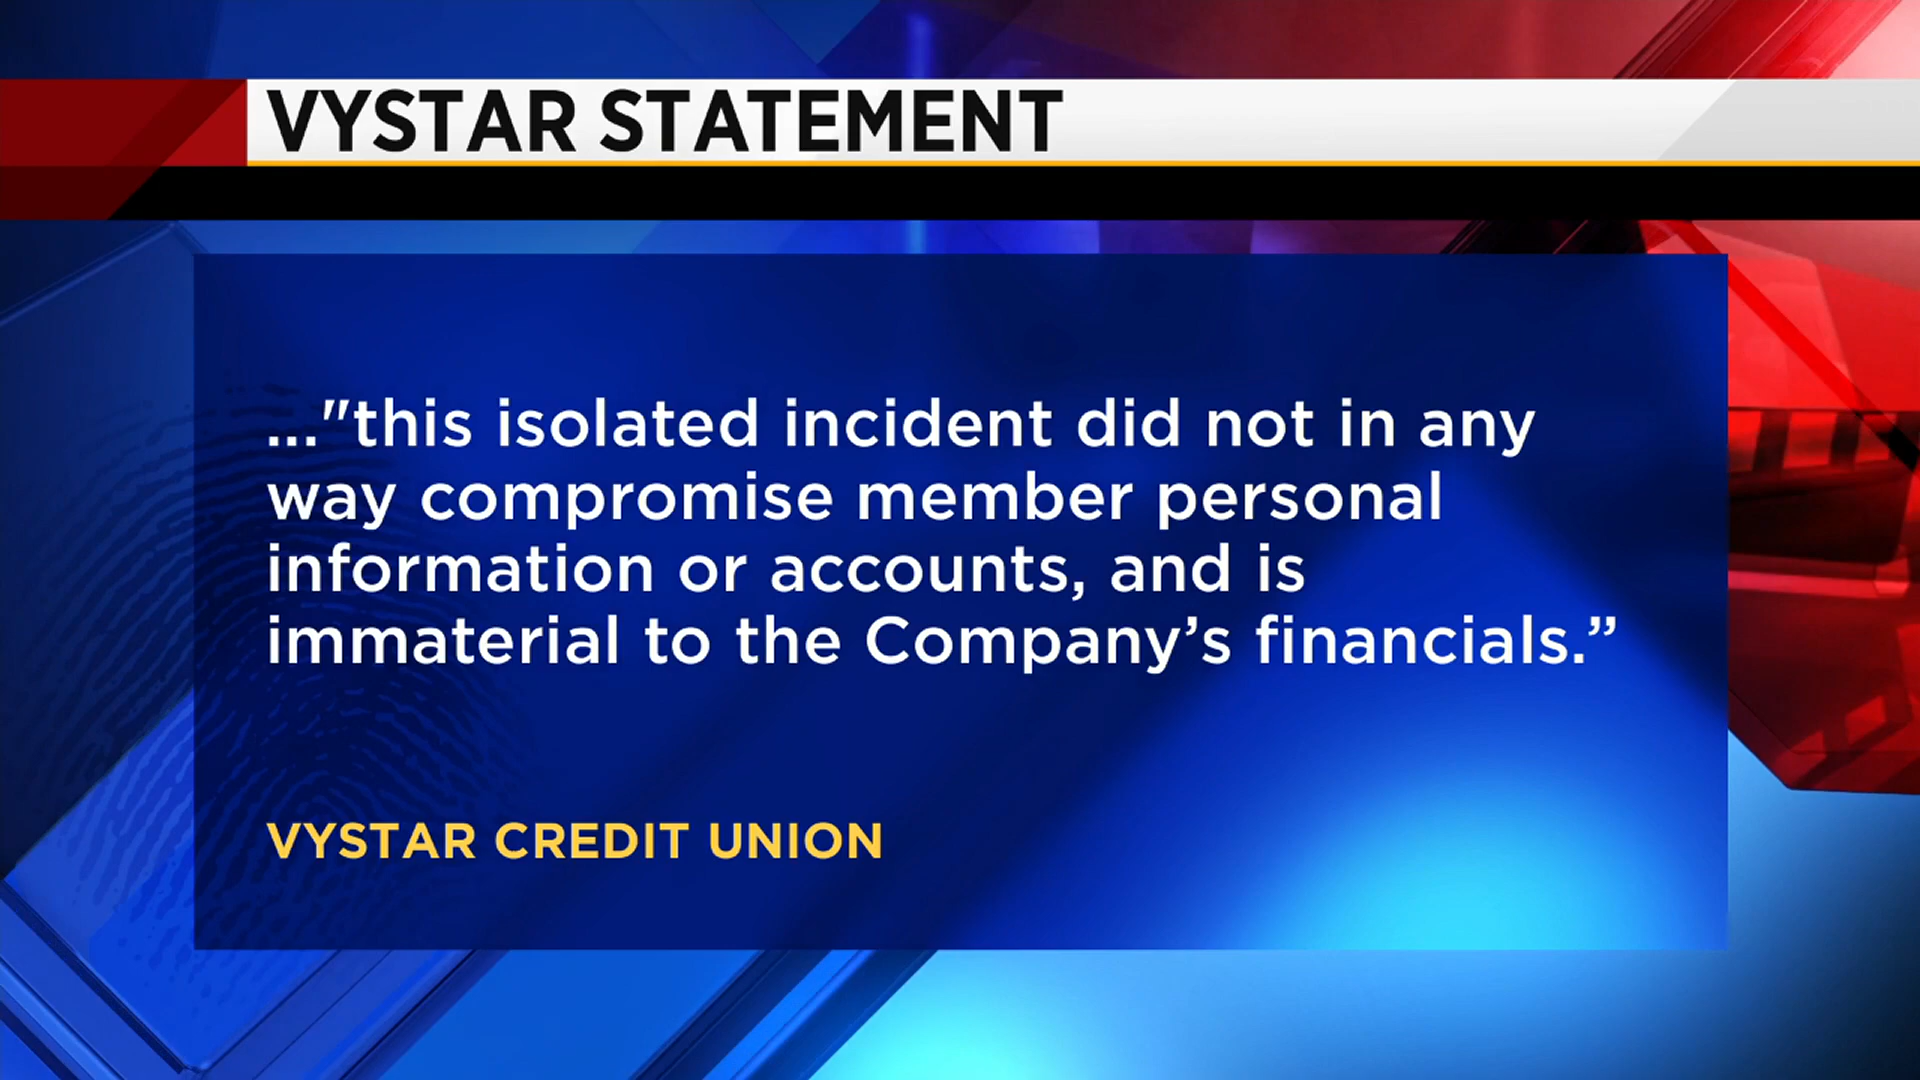 VYSTAR STATEMENT
..."this isolated incident did not in any
way compromise member personal
information or accounts, and is
immaterial to the Company’s financials.”
VYSTAR CREDIT UNION